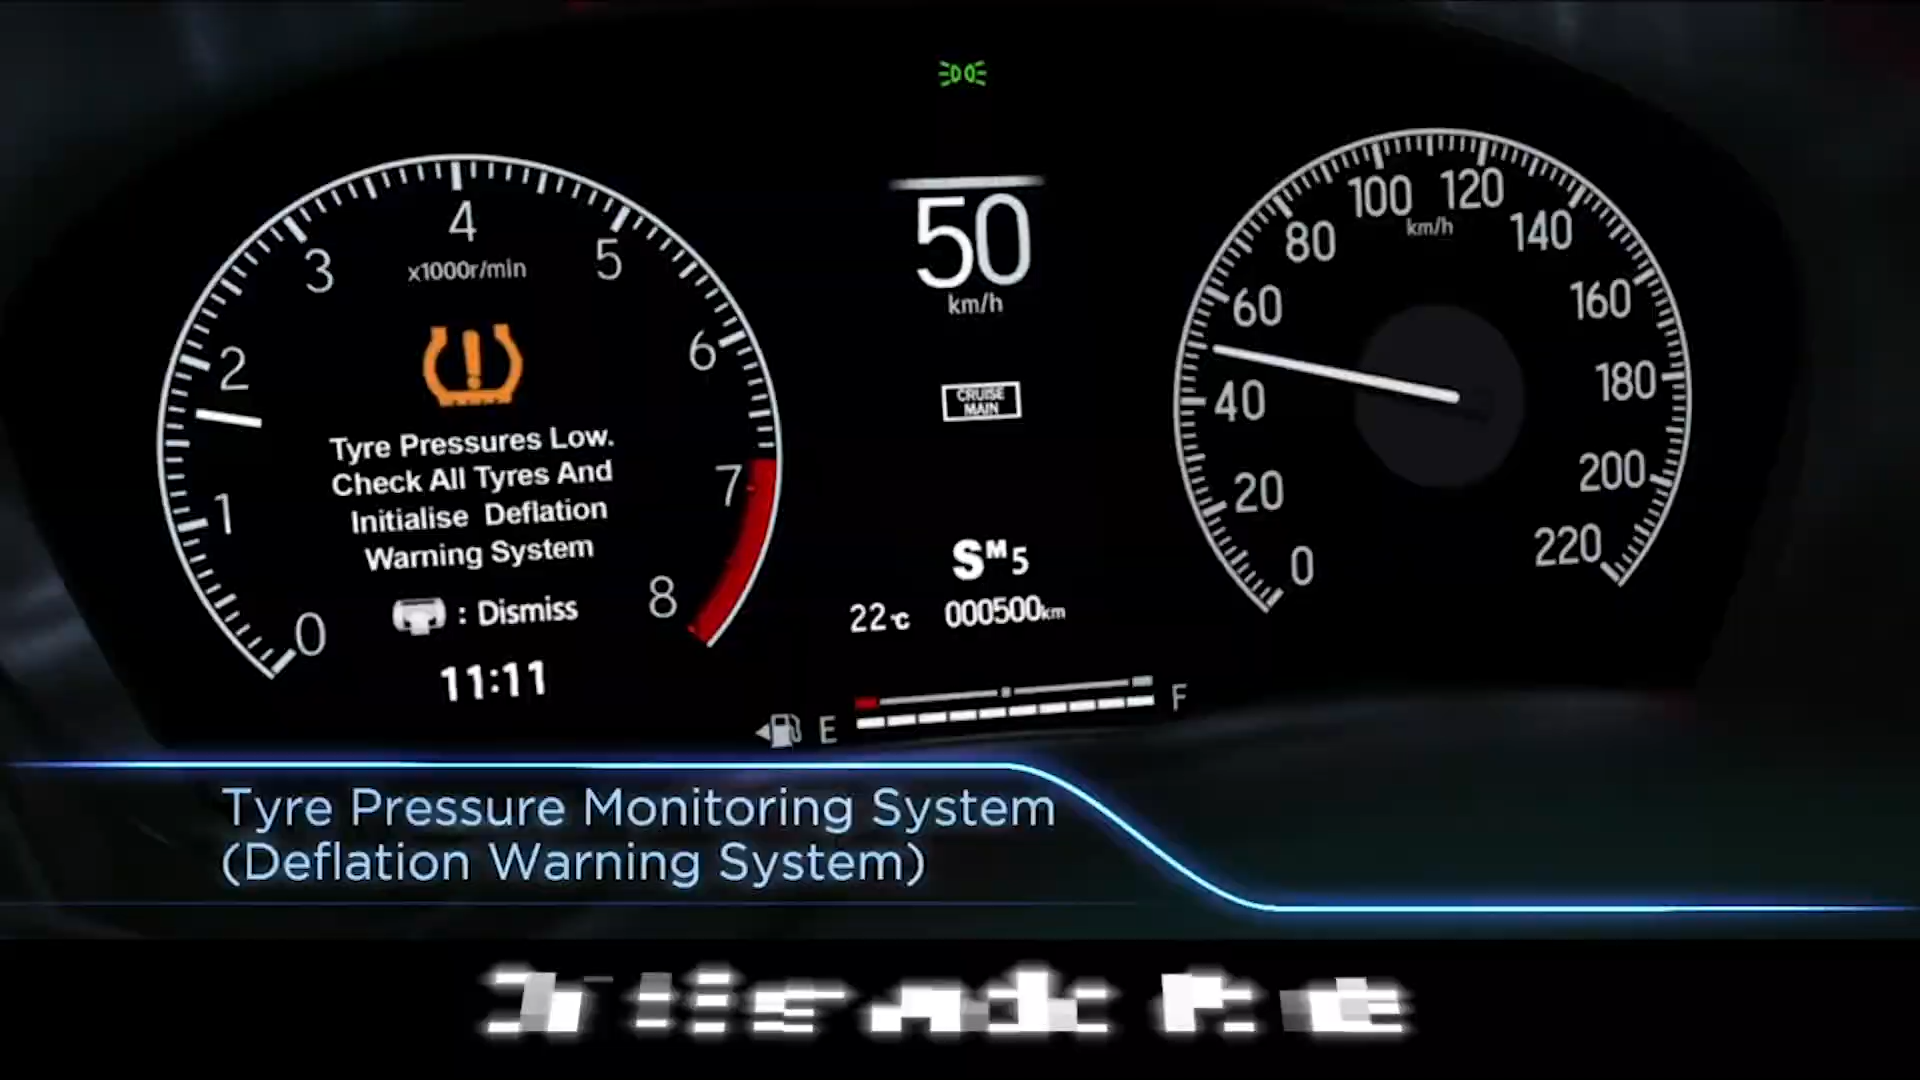 50
km/h
0
1
2
3
4
5
6
7
8
x1000r/min
Tyre Pressures Low.
Check All Tyres And
Initialise Deflation
Warning System
: Dismiss
11:11
CRUISE
MAIN
SM5
22°C 000500km
E F
0
20
40
60
80
100
120
140
160
180
200
220
km/h
Tyre Pressure Monitoring System
(Deflation Warning System)